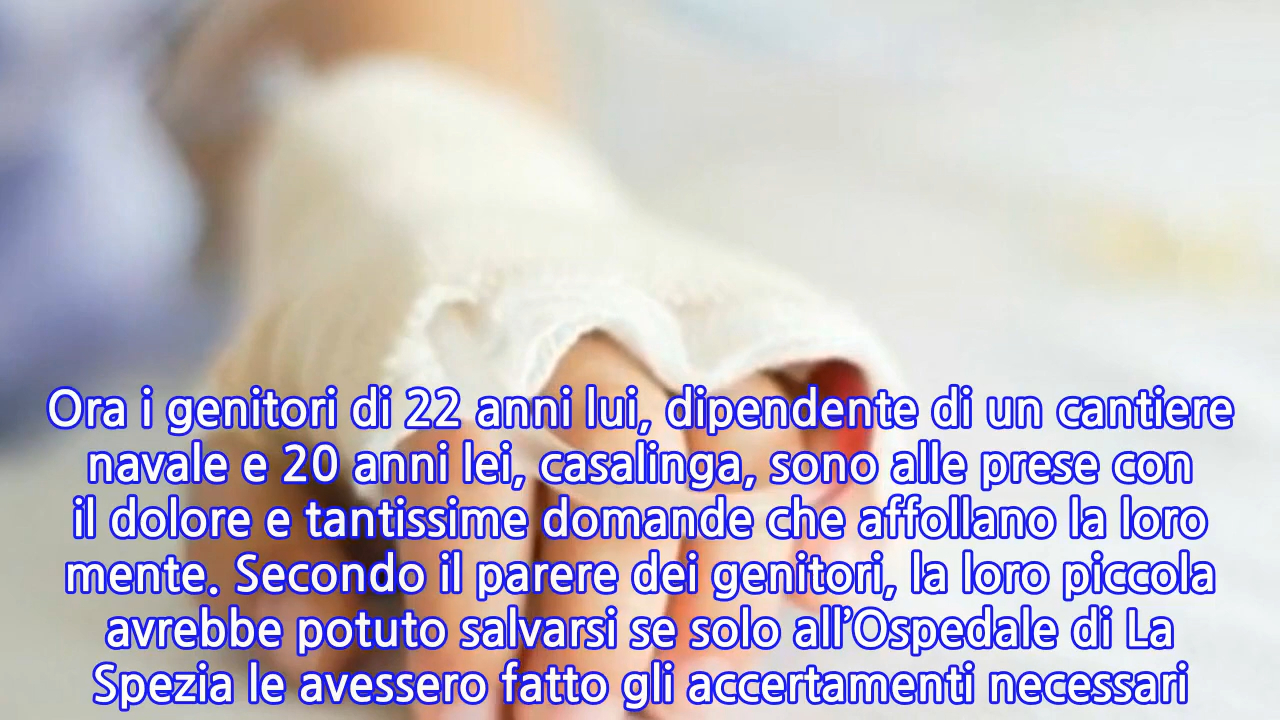 Ora i genitori di 22 anni lui, dipendente di un cantiere
navale e 20 anni lei, casalinga, sono alle prese con
il dolore e tantissime domande che affollano la loro
mente. Secondo il parere dei genitori, la loro piccola
avrebbe potuto salvarsi se solo all’Ospedale di La
Spezia le avessero fatto gli accertamenti necessari